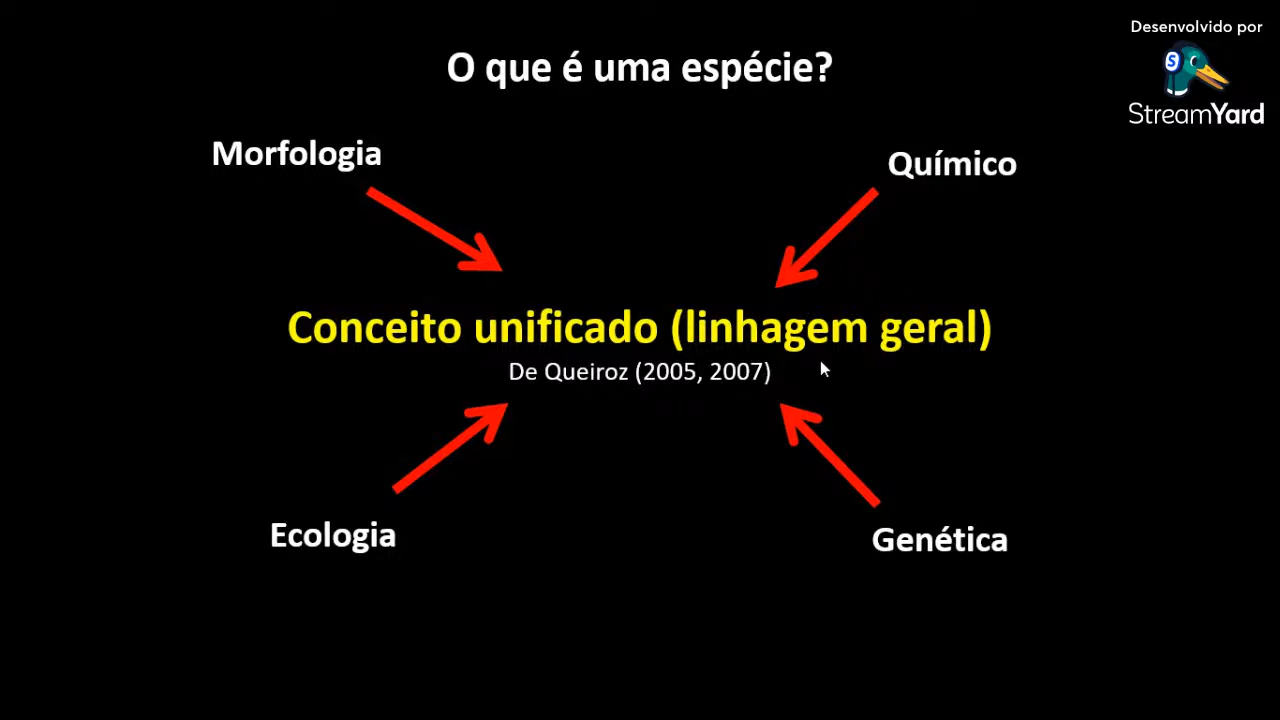 Desenvolvido por
StreamYard
O que é uma espécie?
Morfologia
Químico
Conceito unificado (linhagem geral)
De Queiroz (2005, 2007)
Ecologia
Genética